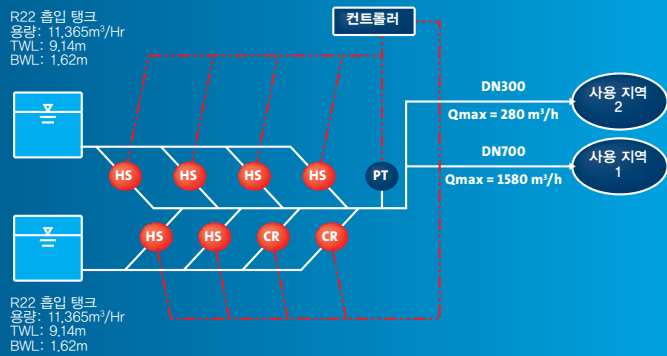 R22 흡입 탱크
용량: 11,365m³/Hr
TWL: 9.14m
BWL: 1.62m
컨트롤러
DN300
Qmax = 280 m³/h
사용 지역
2
DN700
Qmax = 1580 m³/h
사용 지역
1
HS
HS
HS
HS
PT
HS
HS
CR
CR
R22 흡입 탱크
용량: 11,365m³/Hr
TWL: 9.14m
BWL: 1.62m